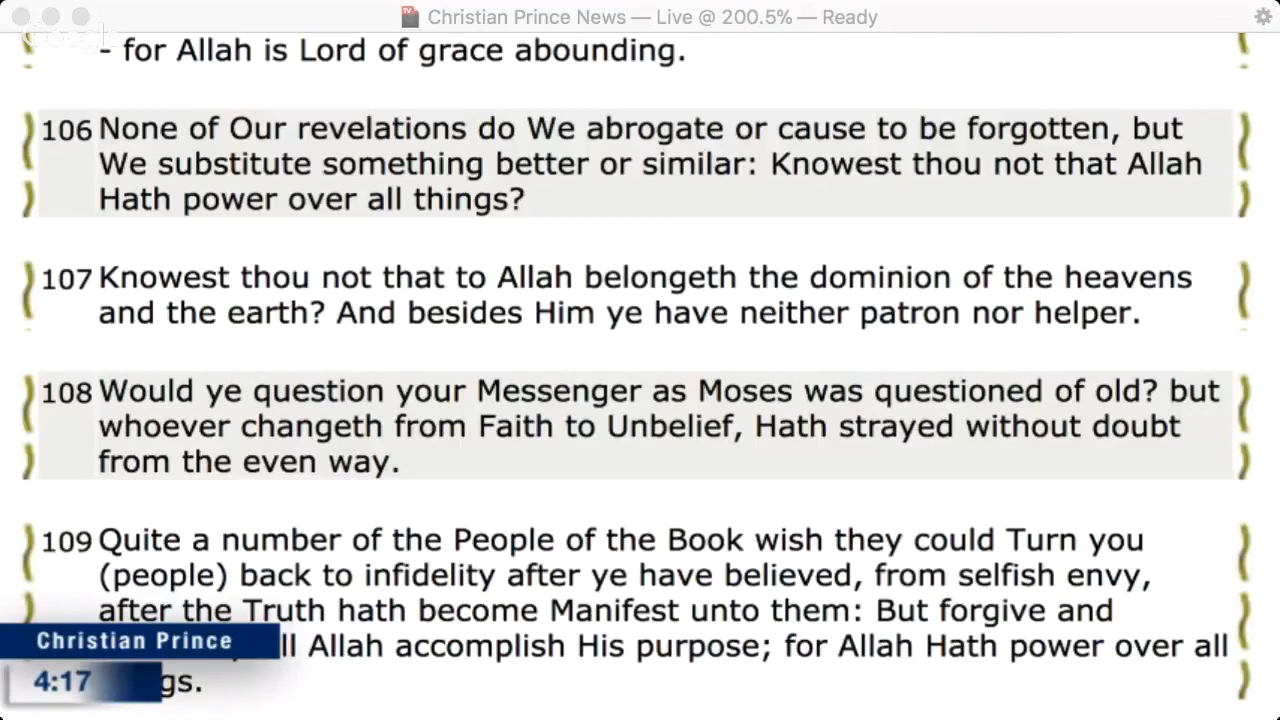 Christian Prince News — Live @ 200.5% — Ready
Google
- for Allah is Lord of grace abounding.
106 None of Our revelations do We abrogate or cause to be forgotten, but
We substitute something better or similar: Knowest thou not that Allah
Hath power over all things?
107 Knowest thou not that to Allah belongeth the dominion of the heavens
and the earth? And besides Him ye have neither patron nor helper.
108 Would ye question your Messenger as Moses was questioned of old? but
whoever changeth from Faith to Unbelief, Hath strayed without doubt
from the even way.
109 Quite a number of the People of the Book wish they could Turn you
(people) back to infidelity after ye have believed, from selfish envy,
after the Truth hath become Manifest unto them: But forgive and
Allah accomplish His purpose; for Allah Hath power over all
Christian Prince
4:17